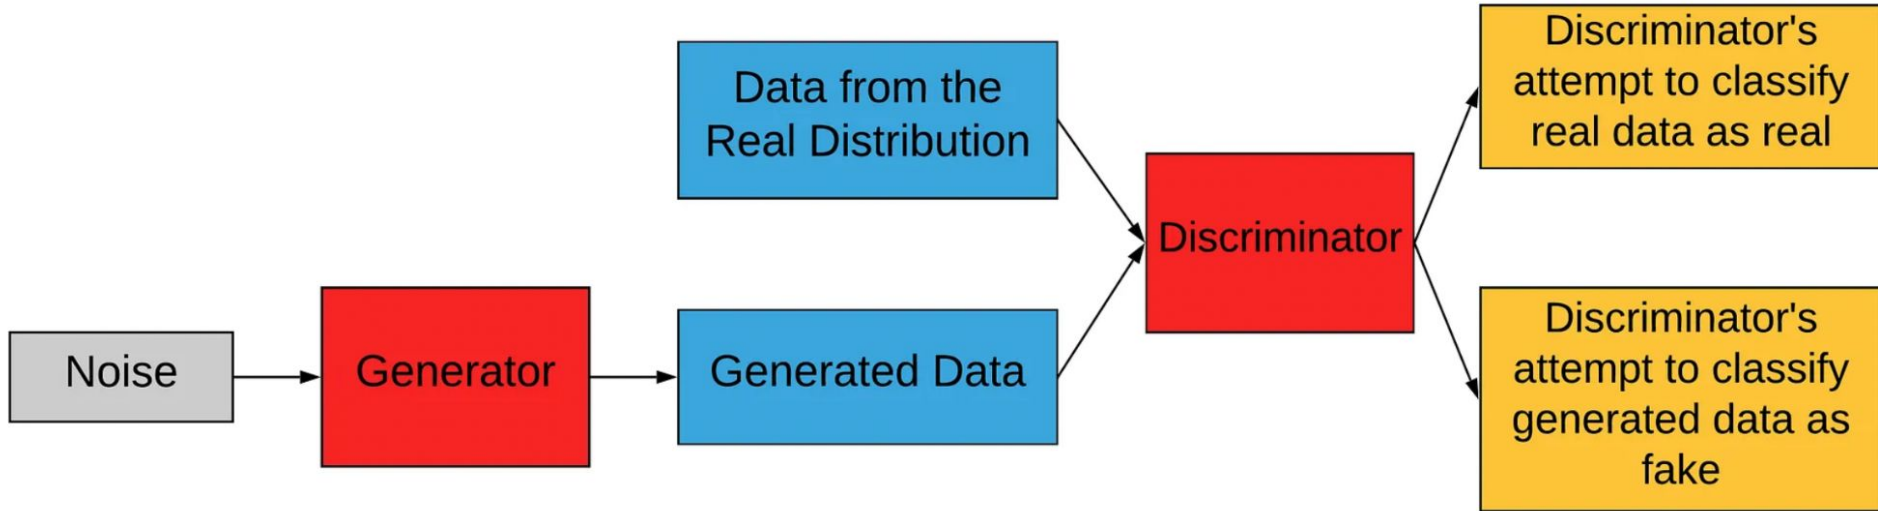 Noise
Generator
Data from the
Real Distribution
Generated Data
Discriminator
Discriminator's
attempt to classify
real data as real
Discriminator's
attempt to classify
generated data as
fake